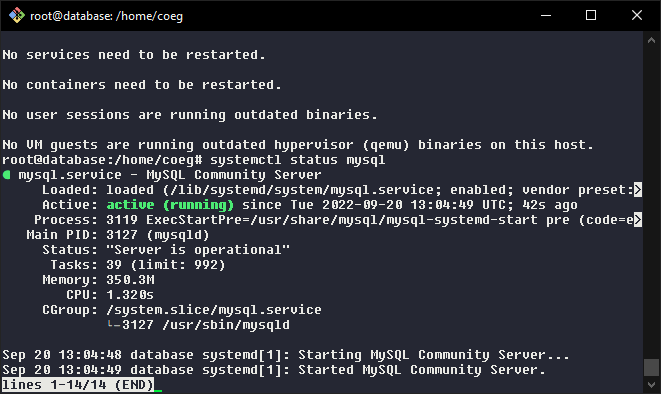 root@database: /home/coeg
No services need to be restarted.
No containers need to be restarted.
No user sessions are running outdated binaries.
No VM guests are running outdated hypervisor (qemu) binaries on this host.
root@database:/home/coeg# systemctl status mysql
● mysql.service - MySQL Community Server
Loaded: loaded (/lib/systemd/system/mysql.service; enabled; vendor preset:>
Active: active (running) since Tue 2022-09-20 13:04:49 UTC; 42s ago
Process: 3119 ExecStartPre=/usr/share/mysql/mysql-systemd-start pre (code=e>
Main PID: 3127 (mysqld)
Status: "Server is operational"
Tasks: 39 (limit: 992)
Memory: 350.3M
CPU: 1.320s
CGroup: /system.slice/mysql.service
└─3127 /usr/sbin/mysqld
Sep 20 13:04:48 database systemd[1]: Starting MySQL Community Server...
Sep 20 13:04:49 database systemd[1]: Started MySQL Community Server.
lines 1-14/14 (END)